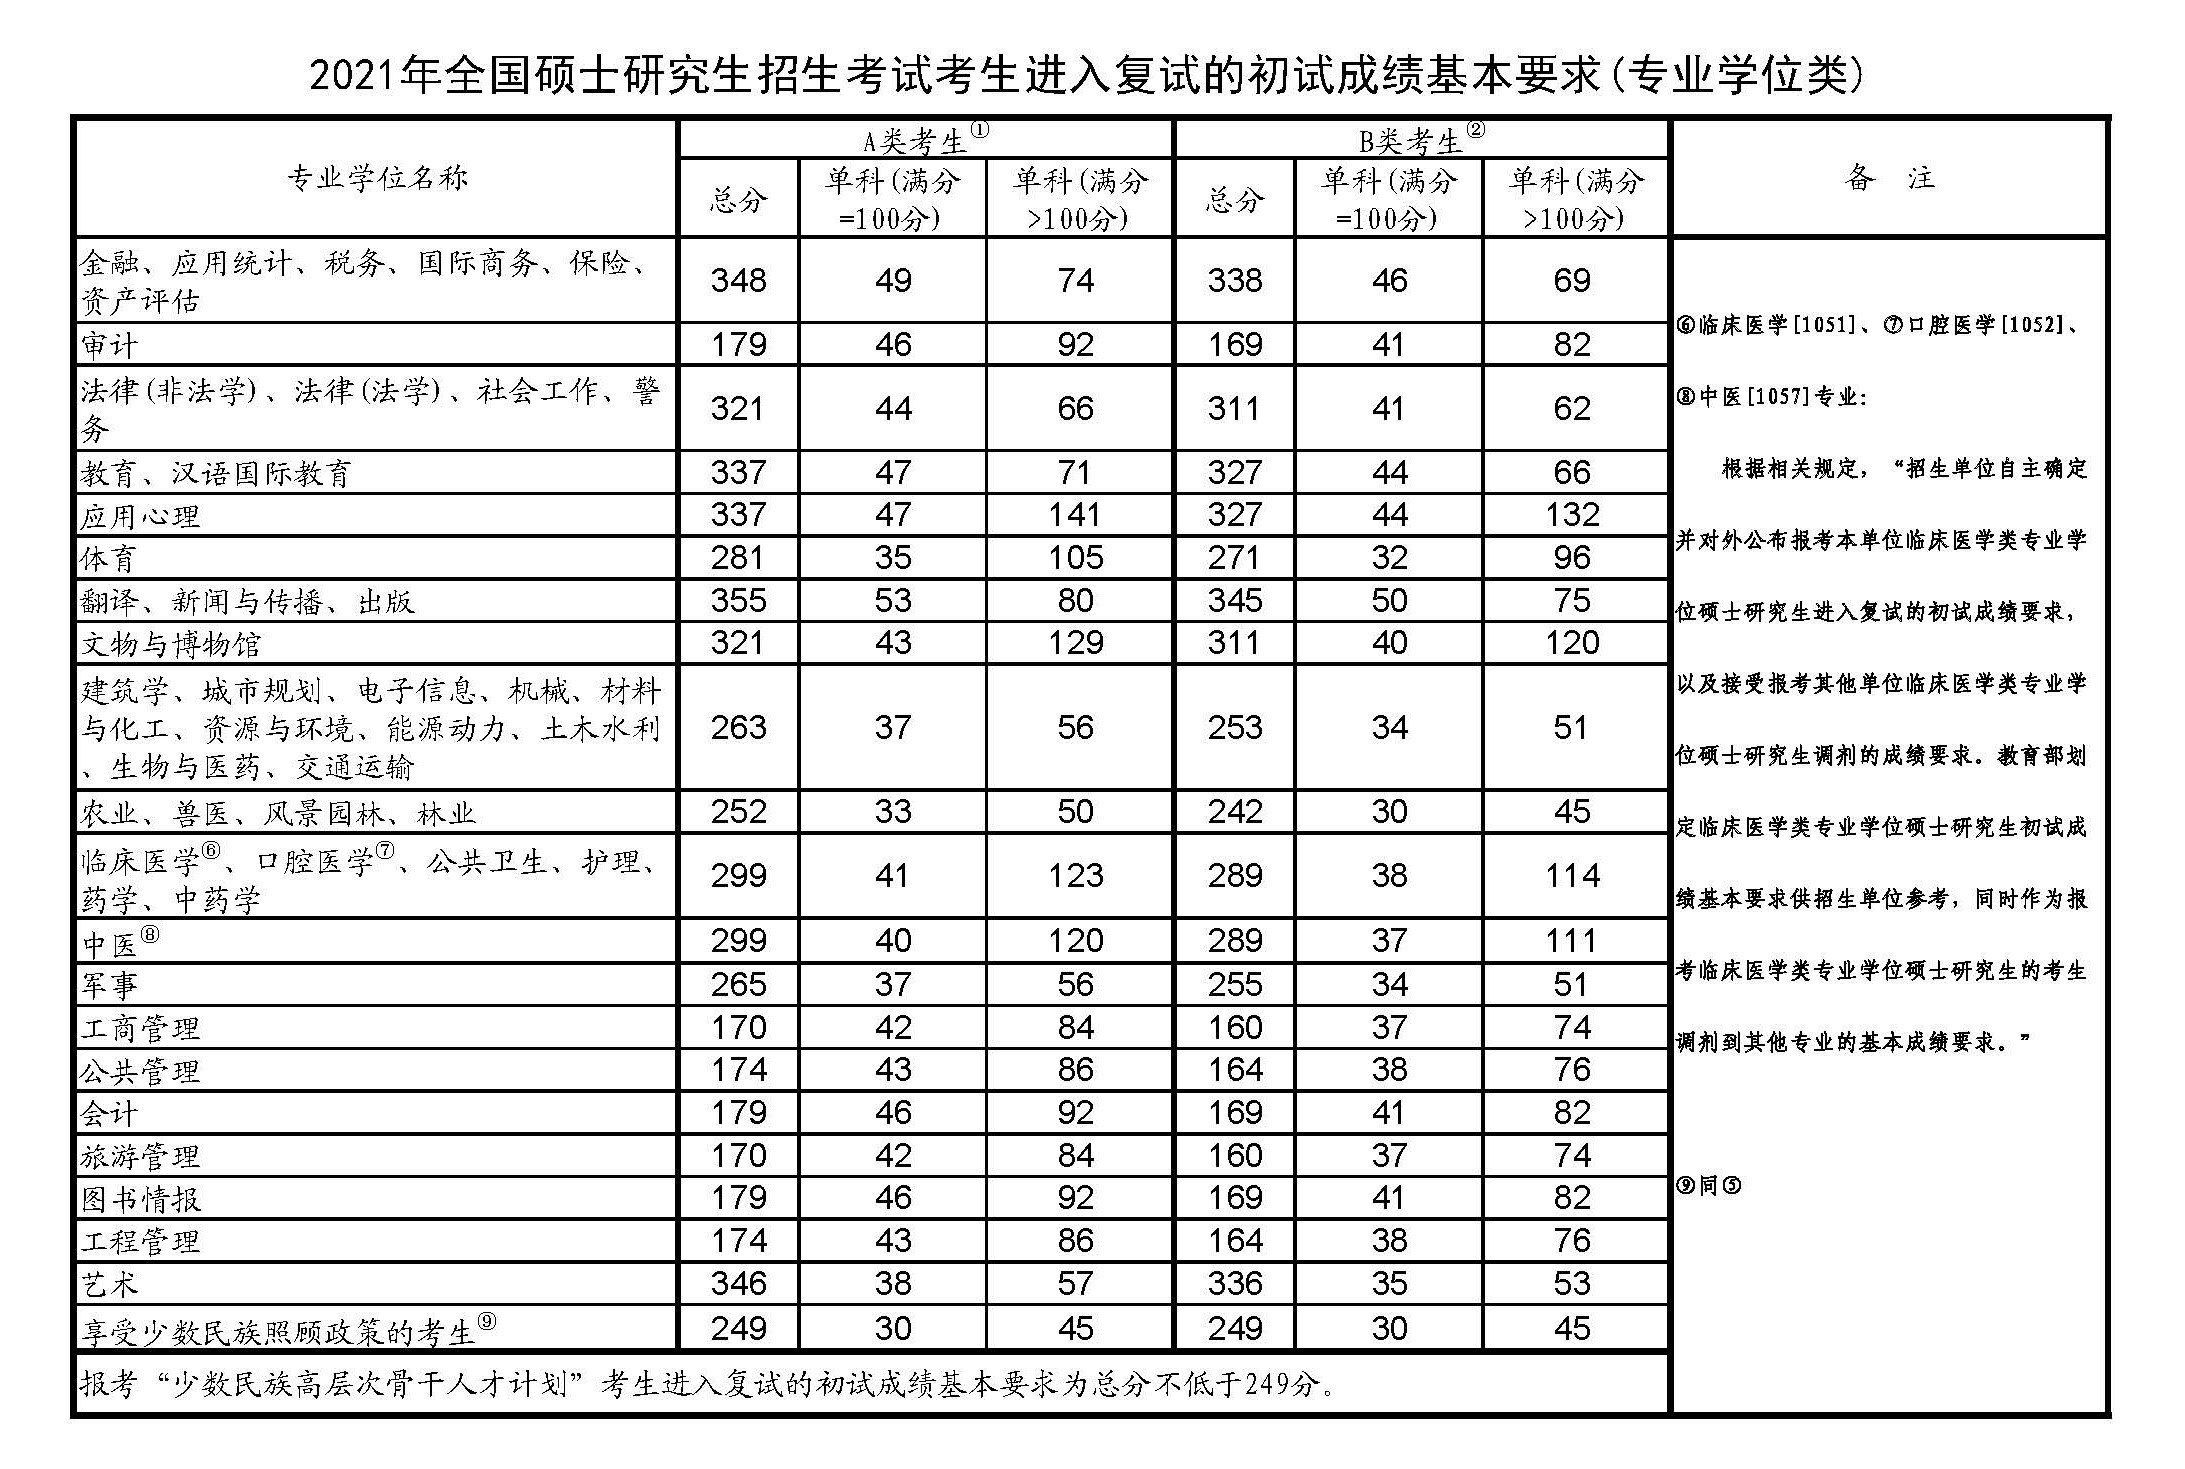 2021年全国硕士研究生招生考试考生进入复试的初试成绩基本要求(专业学位类)
专业学位名称 A类考生① B类考生② 备 注
总分 单科(满分=100分) 单科(满分>100分) 总分 单科(满分=100分) 单科(满分>100分)
金融、应用统计、税务、国际商务、保险、
资产评估 348 49 74 338 46 69
审计 179 46 92 169 41 82
法律(非法学)、法律(法学)、社会工作、警
务 321 44 66 311 41 62
教育、汉语国际教育 337 47 71 327 44 66
应用心理 337 47 141 327 44 132
体育 281 35 105 271 32 96
翻译、新闻与传播、出版 355 53 80 345 50 75
文物与博物馆 321 43 129 311 40 120
建筑学、城市规划、电子信息、机械、材料
与化工、资源与环境、能源动力、土木水利
、生物与医药、交通运输 263 37 56 253 34 51
农业、兽医、风景园林、林业 252 33 50 242 30 45
临床医学⑥、口腔医学⑦、公共卫生、护理、
药学、中药学 299 41 123 289 38 114
中医⑧ 299 40 120 289 37 111
军事 265 37 56 255 34 51
工商管理 170 42 84 160 37 74
公共管理 174 43 86 164 38 76
会计 179 46 92 169 41 82
旅游管理 170 42 84 160 37 74
图书情报 179 46 92 169 41 82
工程管理 174 43 86 164 38 76
艺术 346 38 57 336 35 53
享受少数民族照顾政策的考生⑨ 249 30 45 249 30 45
报考“少数民族高层次骨干人才计划”考生进入复试的初试成绩基本要求为总分不低于249分。
⑥临床医学[1051]、⑦口腔医学[1052]、
⑧中医[1057]专业：
根据相关规定，“招生单位自主确定
并对外公布报考本单位临床医学类专业学
位硕士研究生进入复试的初试成绩要求，
以及接受报考其他单位临床医学类专业学
位硕士研究生调剂的成绩要求。教育部划
定临床医学类专业学位硕士研究生初试成
绩基本要求供招生单位参考，同时作为报
考临床医学类专业学位硕士研究生的考生
调剂到其他专业的基本成绩要求。”
⑨同⑤